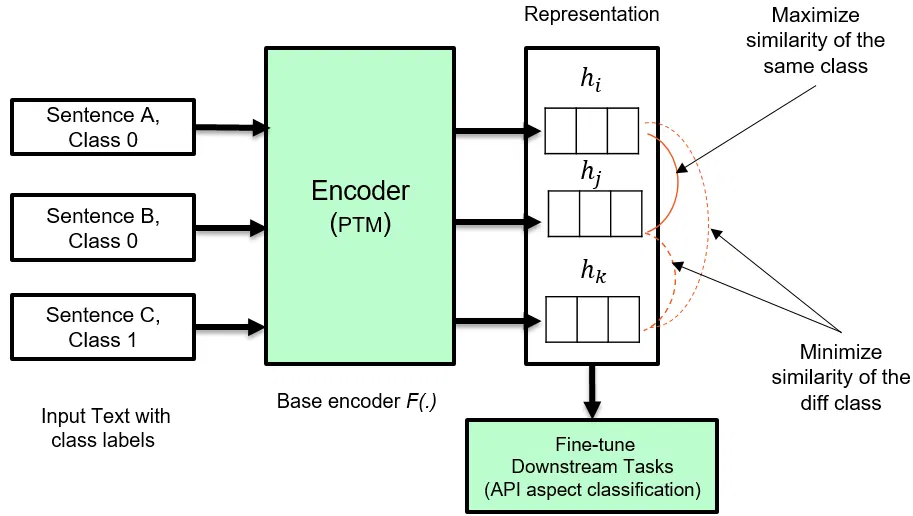 Representation
Maximize
similarity of the
same class
Sentence A,
Class 0
Sentence B,
Class 0
Sentence C,
Class 1
Encoder
(PTM)
h_i
h_j
h_k
Minimize
similarity of the
diff class
Input Text with
class labels
Base encoder F(.)
Fine-tune
Downstream Tasks
(API aspect classification)